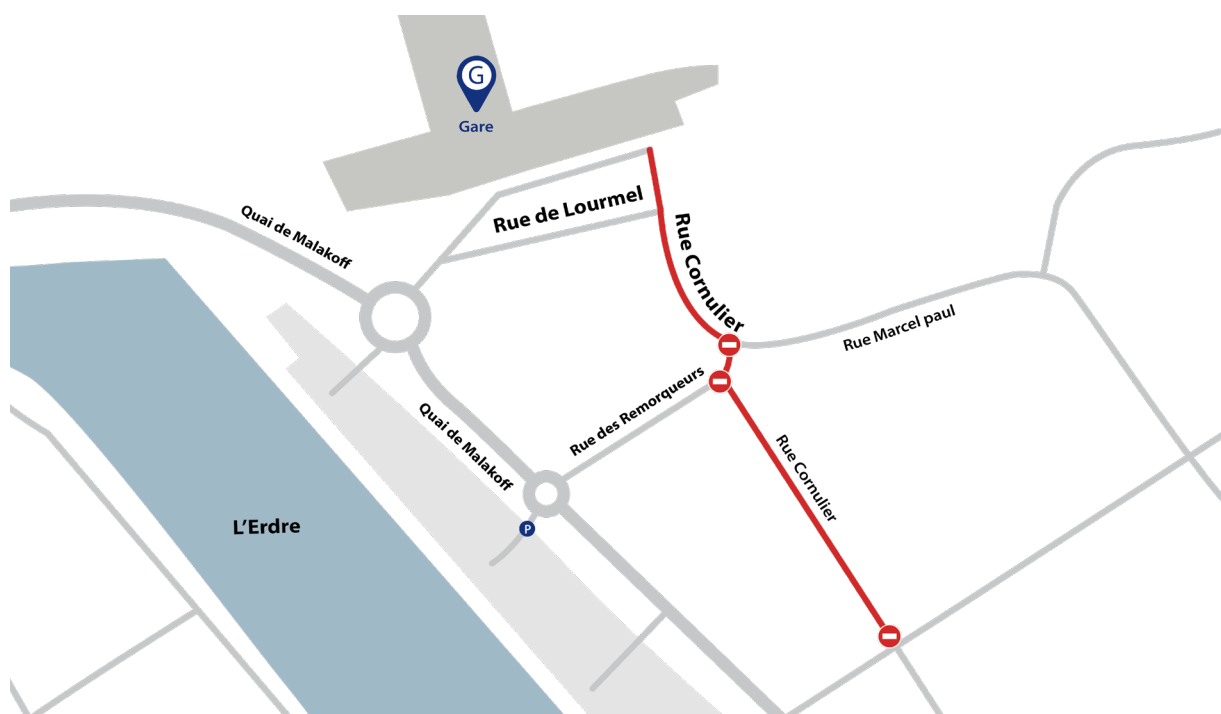 G
Gare
Quai de Malakoff
Rue de Lourmel
Rue Cornulier
Rue Marcel paul
Rue des Remorqueurs
Quai de Malakoff
Rue Cornulier
L'Erdre
P